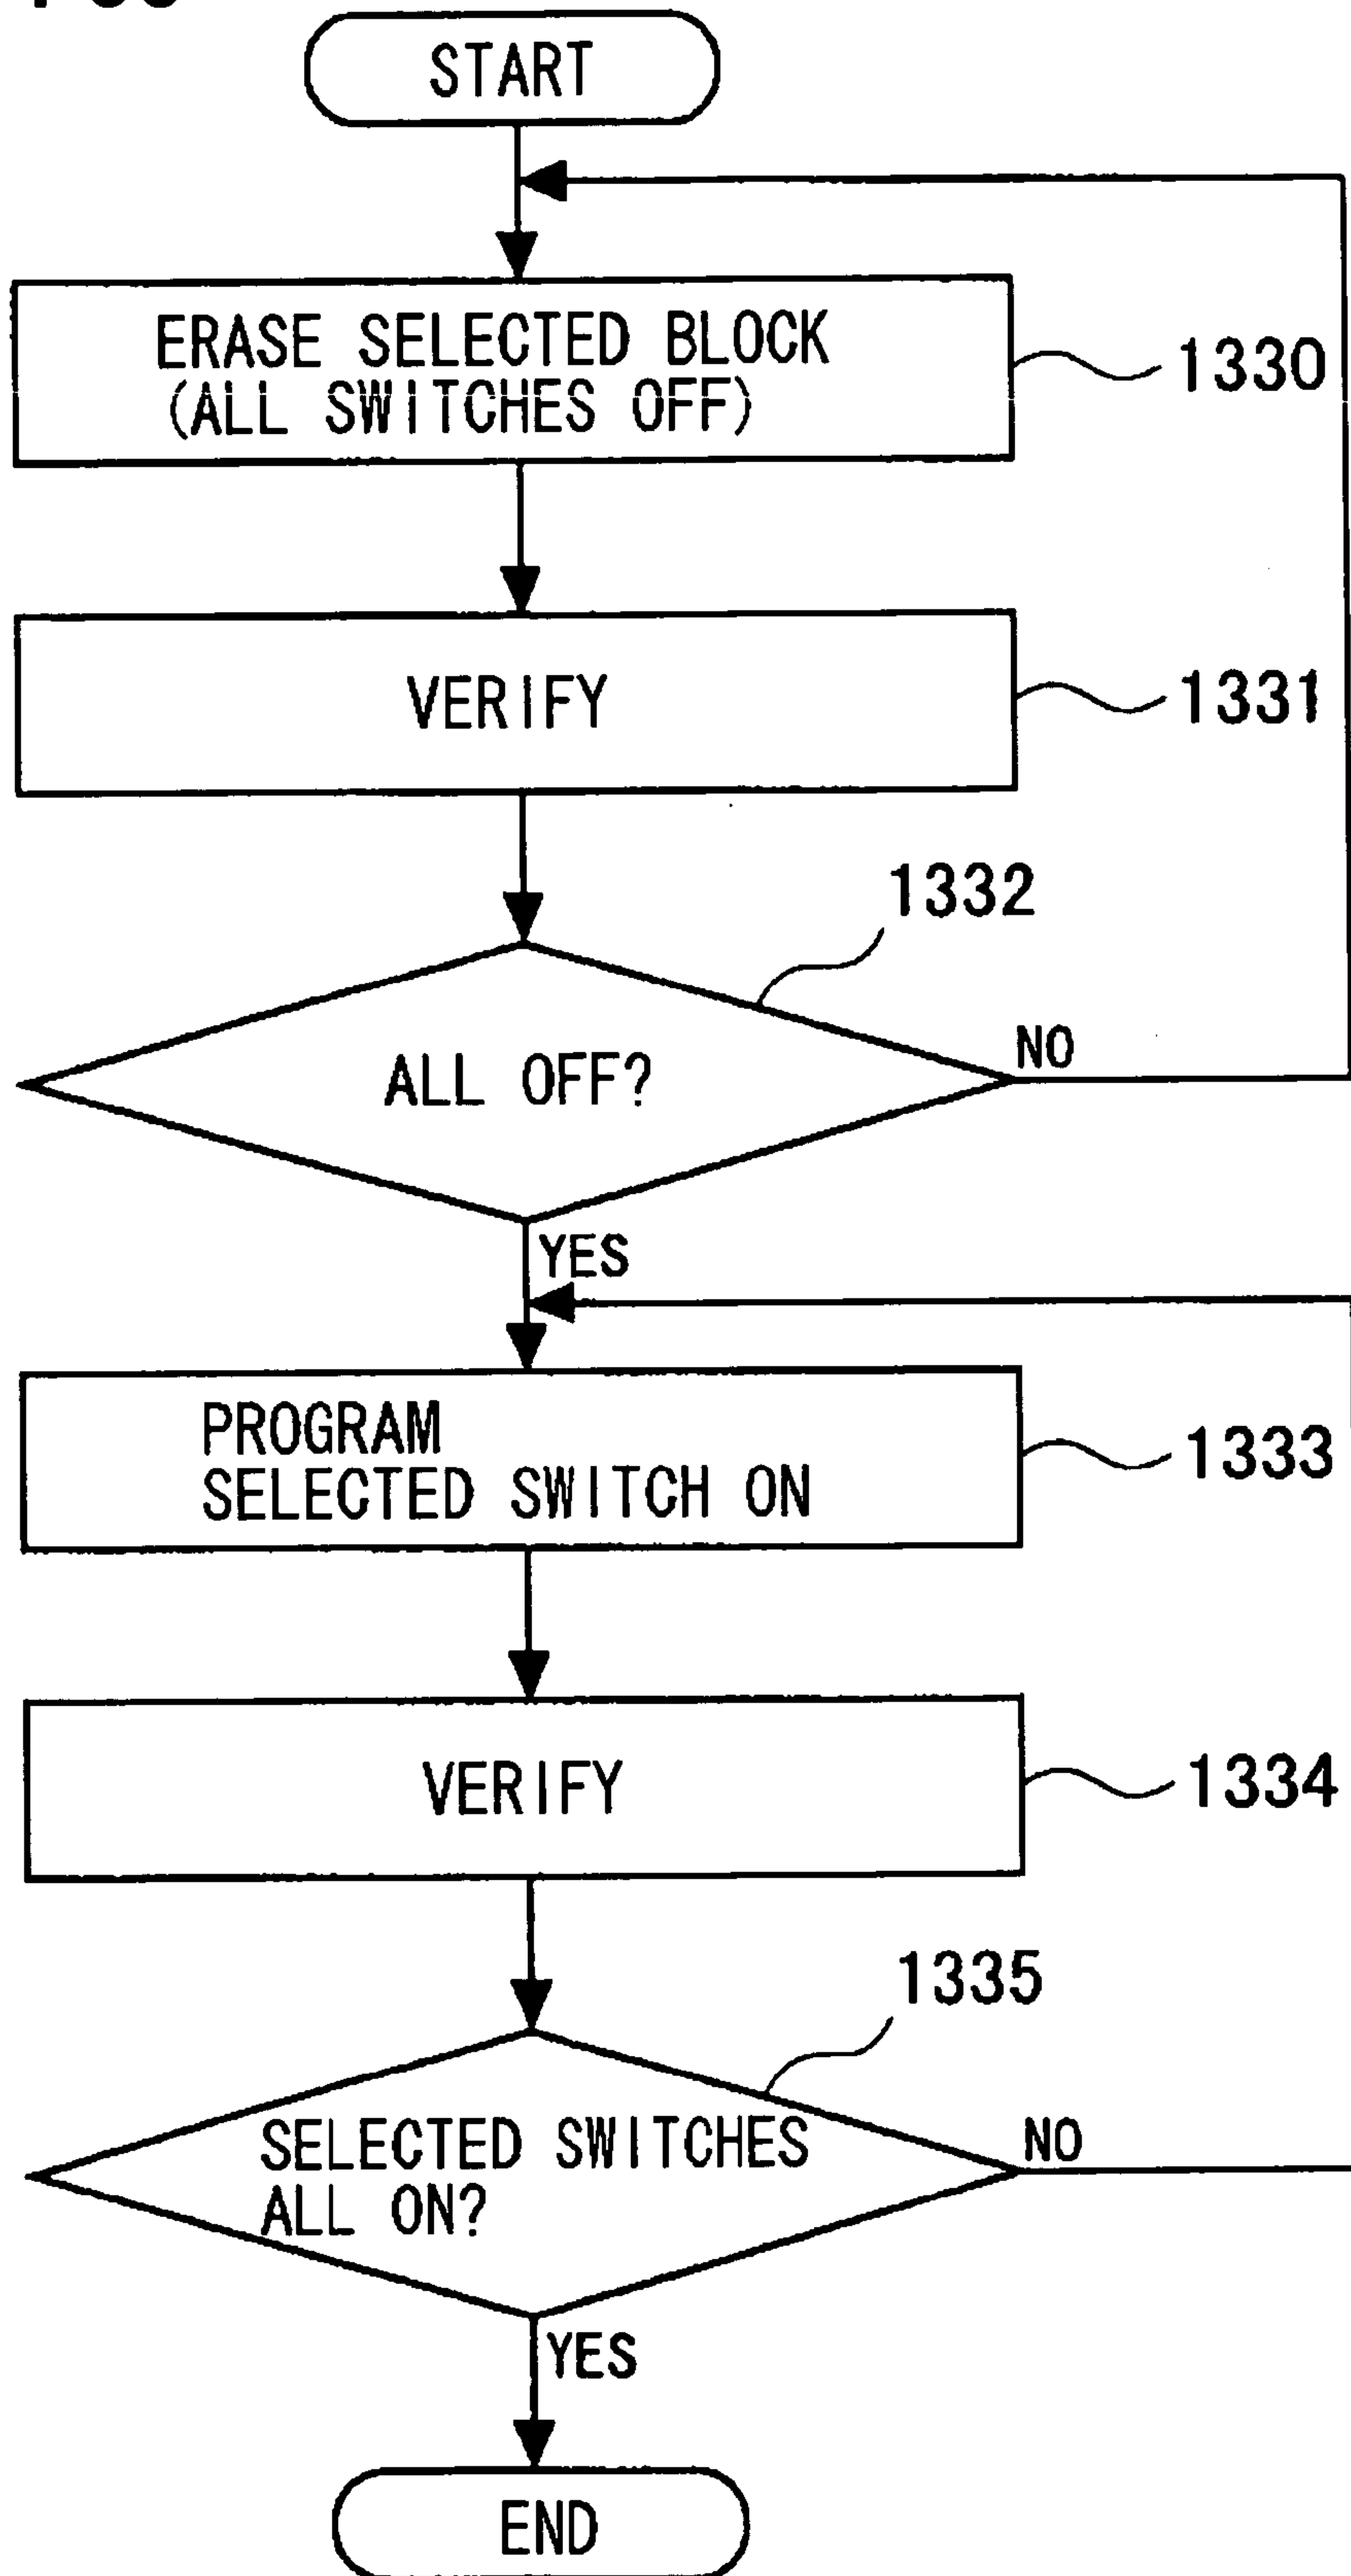 START
ERASE SELECTED BLOCK
(ALL SWITCHES OFF)
1330
VERIFY
1331
1332
ALL OFF?
NO
YES
PROGRAM
SELECTED SWITCH ON
1333
VERIFY
1334
1335
SELECTED SWITCHES
ALL ON?
NO
YES
END